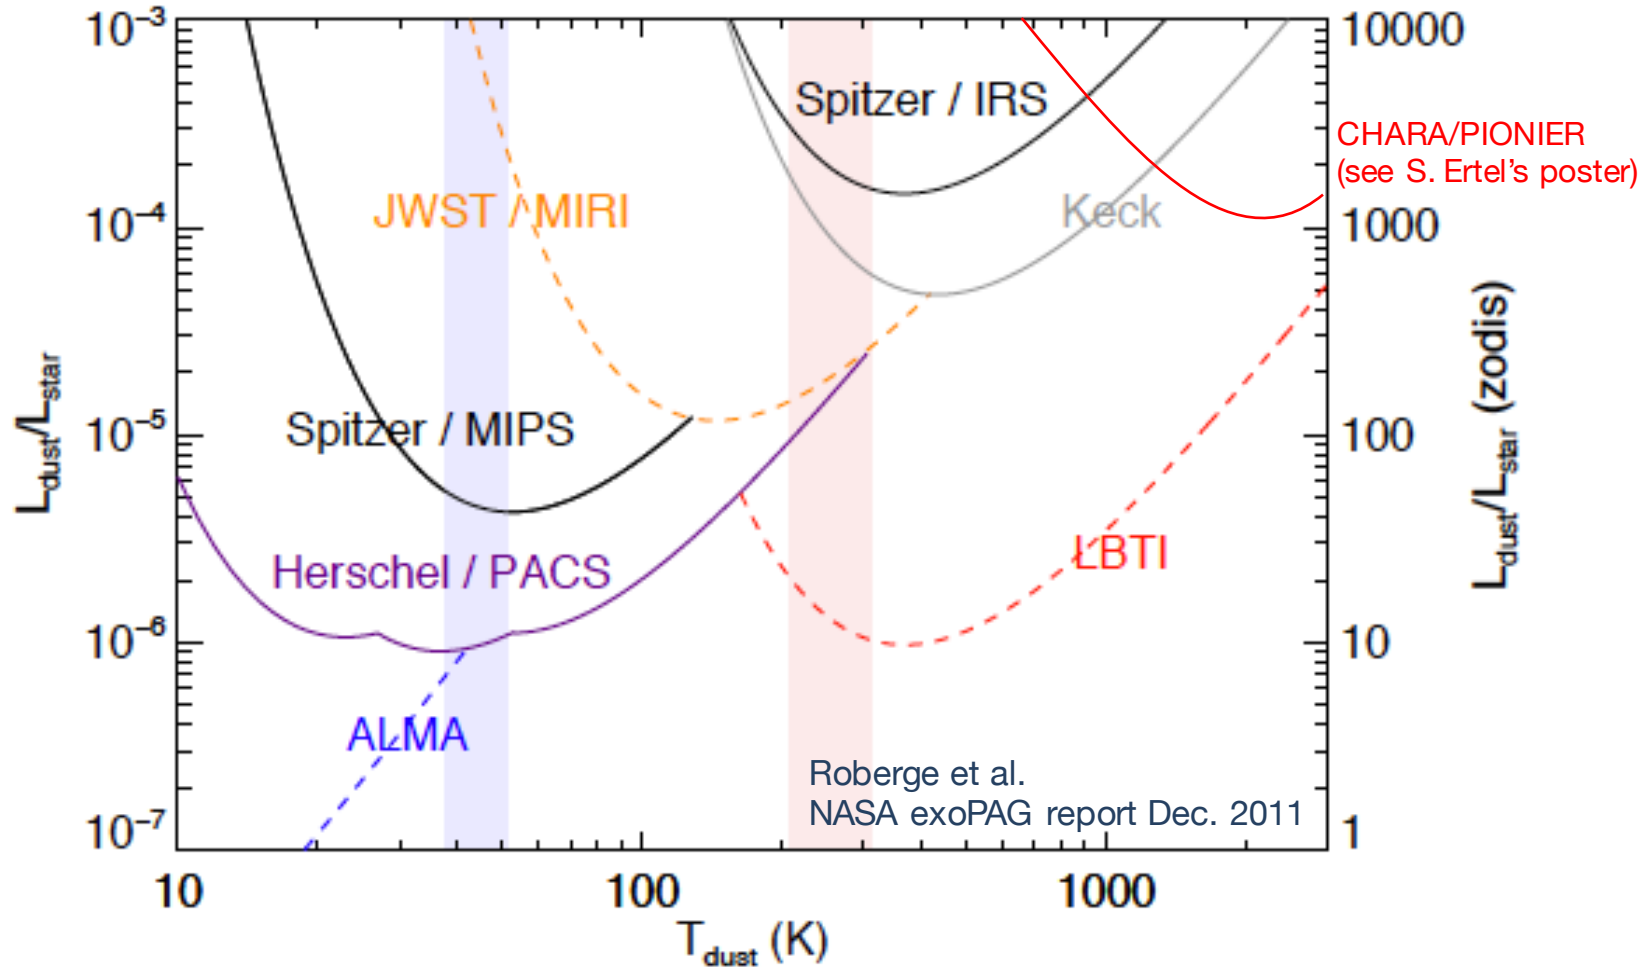 10⁻³
10⁻⁴
10⁻⁵
10⁻⁶
10⁻⁷
L_dust/L_star
10
100
1000
T_dust (K)
10000
1000
100
10
1
L_dust/L_star (zodis)
Spitzer / IRS
CHARA/PIONIER
(see S. Ertel's poster)
JWST / MIRI
Keck
Spitzer / MIPS
Herschel / PACS
LBTI
ALMA
Roberge et al.
NASA exoPAG report Dec. 2011